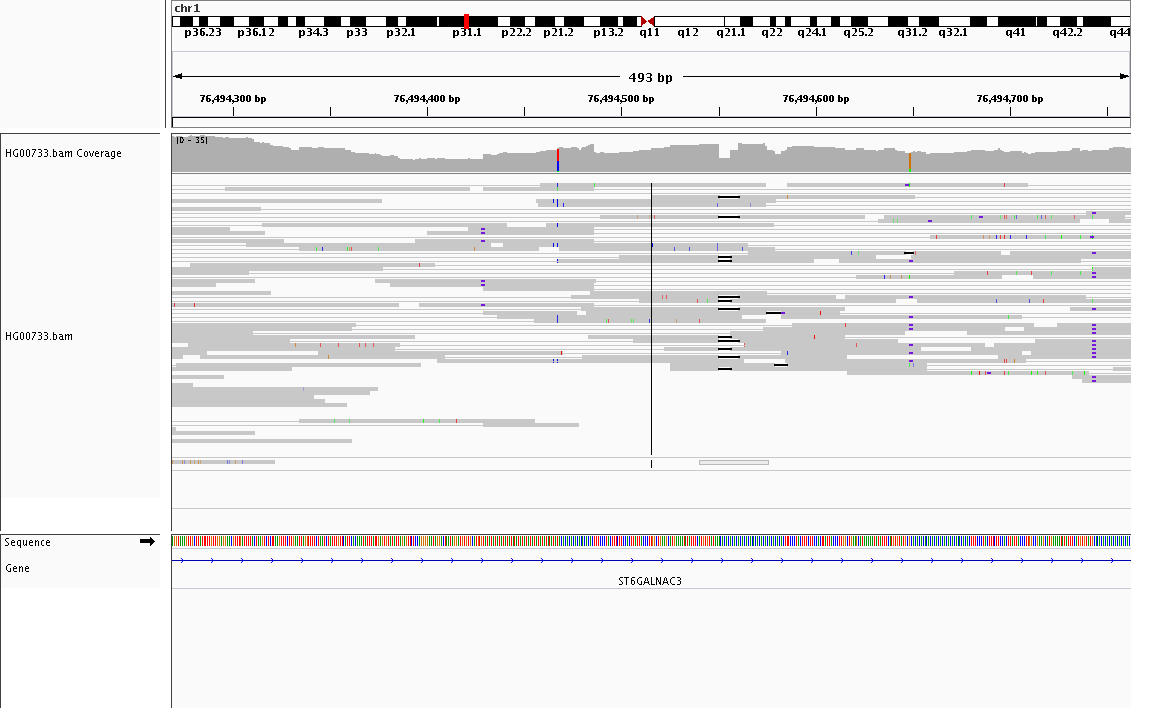 chr1
p36.23 p36.12 p34.3 p33 p32.1 p31.1 p22.2 p21.2 p13.2 q11 q12 q21.1 q22 q24.1 q25.2 q31.2 q32.1 q41 q42.2 q44
493 bp
76,494,300 bp 76,494,400 bp 76,494,500 bp 76,494,600 bp 76,494,700 bp
HG00733.bam Coverage
[0 - 35]
HG00733.bam
Sequence
Gene
ST6GALNAC3